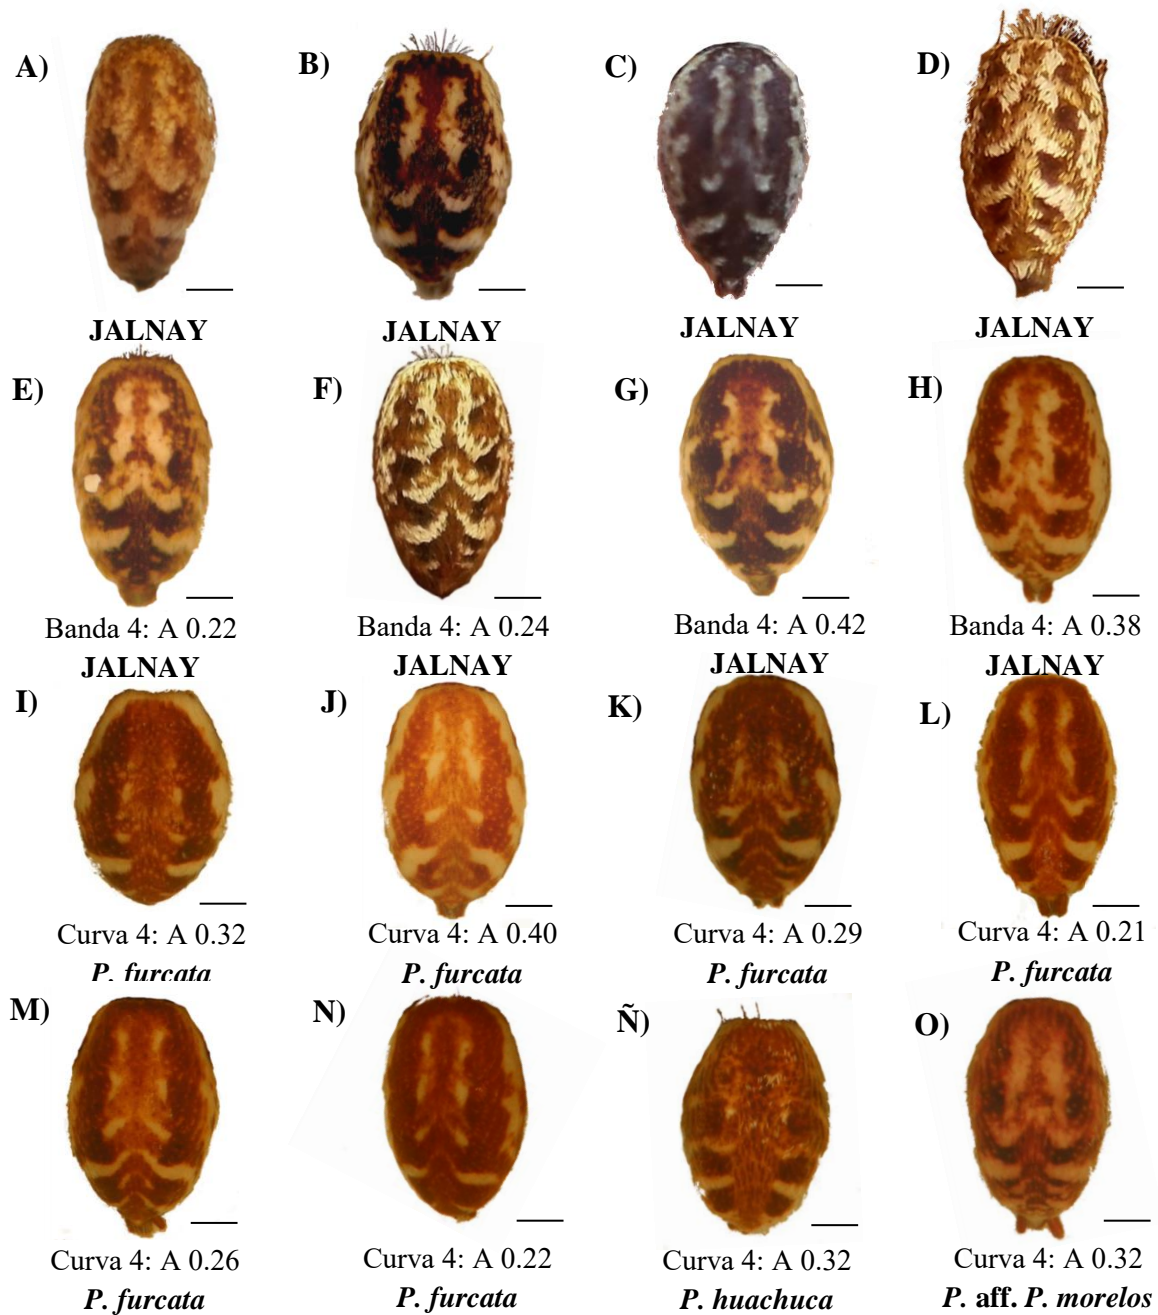 A) B) C) D)
JALNAY JALNAY JALNAY JALNAY
E) F) G) H)
Banda 4: A 0.22 Banda 4: A 0.24 Banda 4: A 0.42 Banda 4: A 0.38
JALNAY JALNAY JALNAY JALNAY
I) J) K) L)
Curva 4: A 0.32 Curva 4: A 0.40 Curva 4: A 0.29 Curva 4: A 0.21
P. furcata P. furcata P. furcata P. furcata
M) N) Ñ) O)
Curva 4: A 0.26 Curva 4: A 0.22 Curva 4: A 0.32 Curva 4: A 0.32
P. furcata P. furcata P. huachuca P. aff. P. morelos